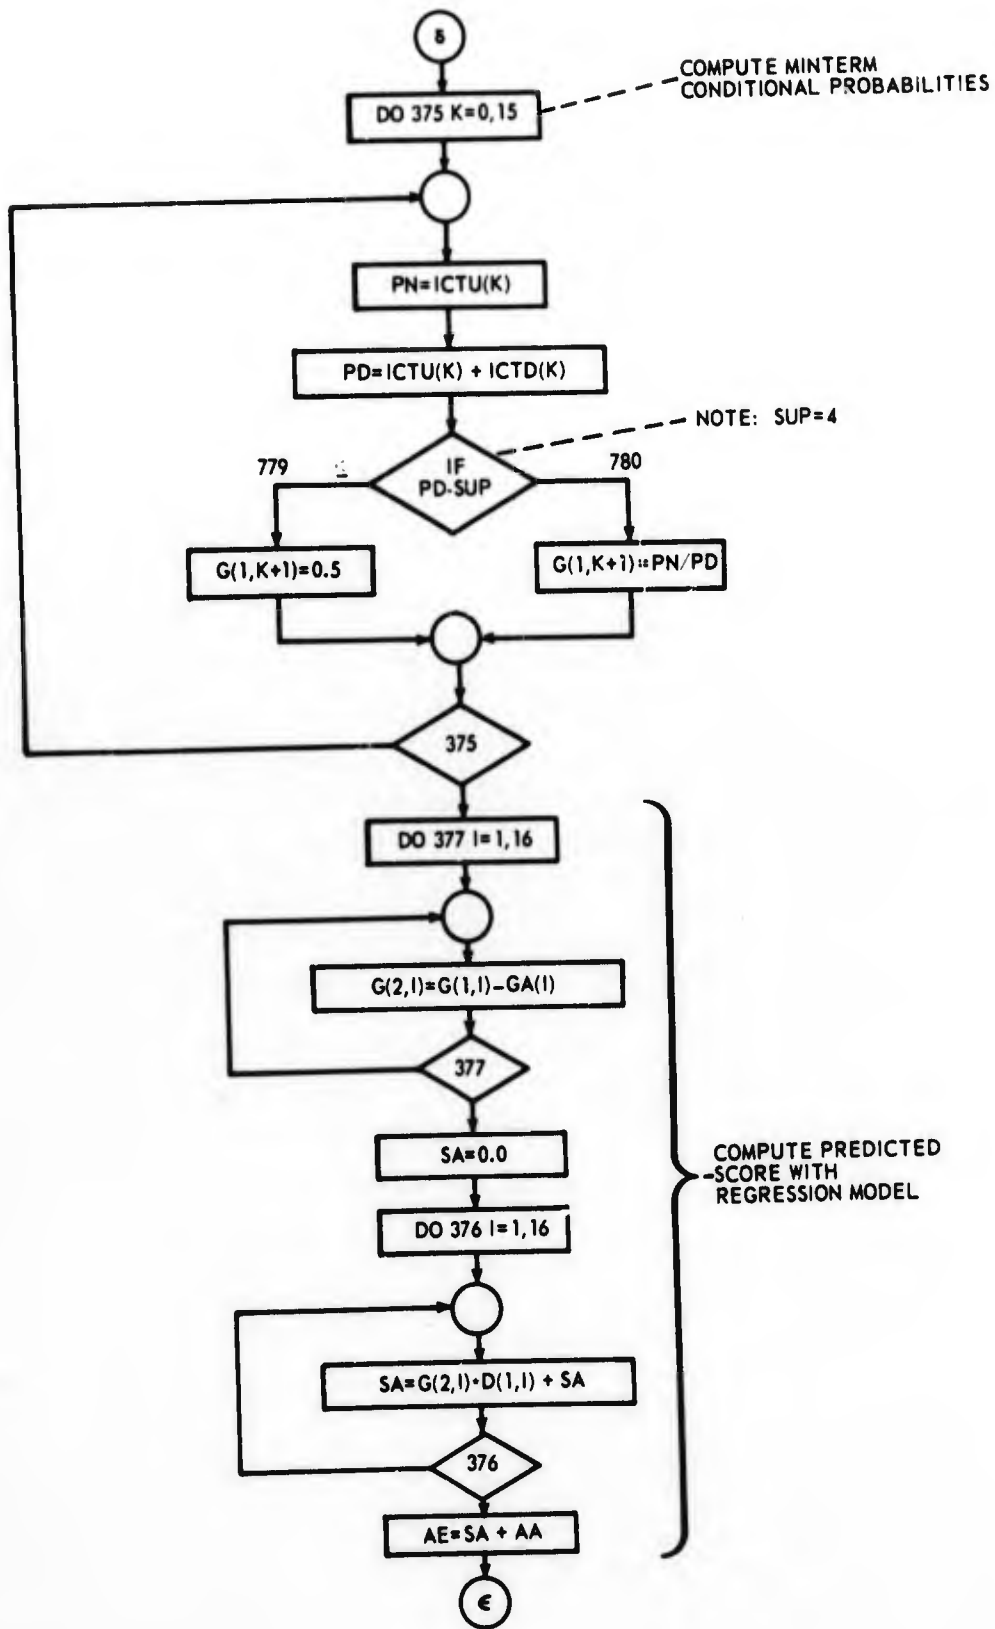 δ
COMPUTE MINTERM
CONDITIONAL PROBABILITIES
DO 375 K=0,15
PN=ICTU(K)
PD=ICTU(K) + ICTD(K)
NOTE: SUP=4
779
780
IF
PD-SUP
G(1,K+1)=0.5
G(1,K+1)=PN/PD
375
DO 377 I=1,16
G(2,I)=G(1,I)-GA(I)
377
SA=0.0
COMPUTE PREDICTED
SCORE WITH
REGRESSION MODEL
DO 376 I=1,16
SA=G(2,I)*D(1,I) + SA
376
AE=SA + AA
ϵ